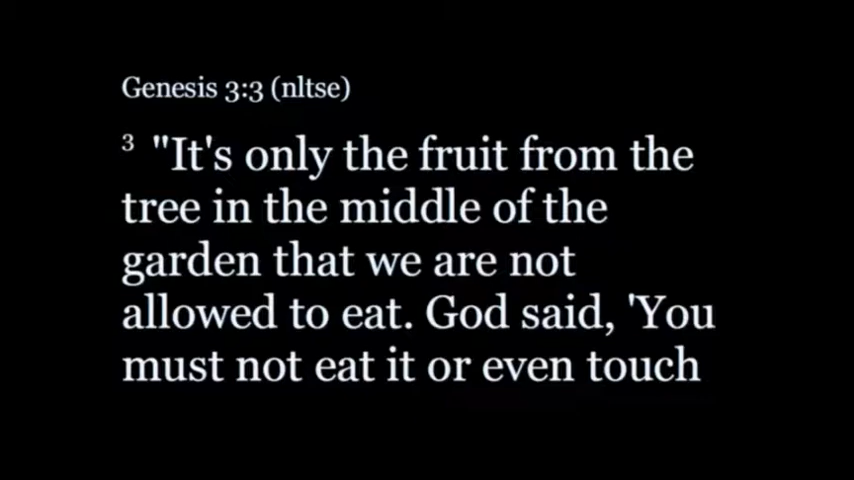 Genesis 3:3 (nltse)
3 "It's only the fruit from the
tree in the middle of the
garden that we are not
allowed to eat. God said, 'You
must not eat it or even touch